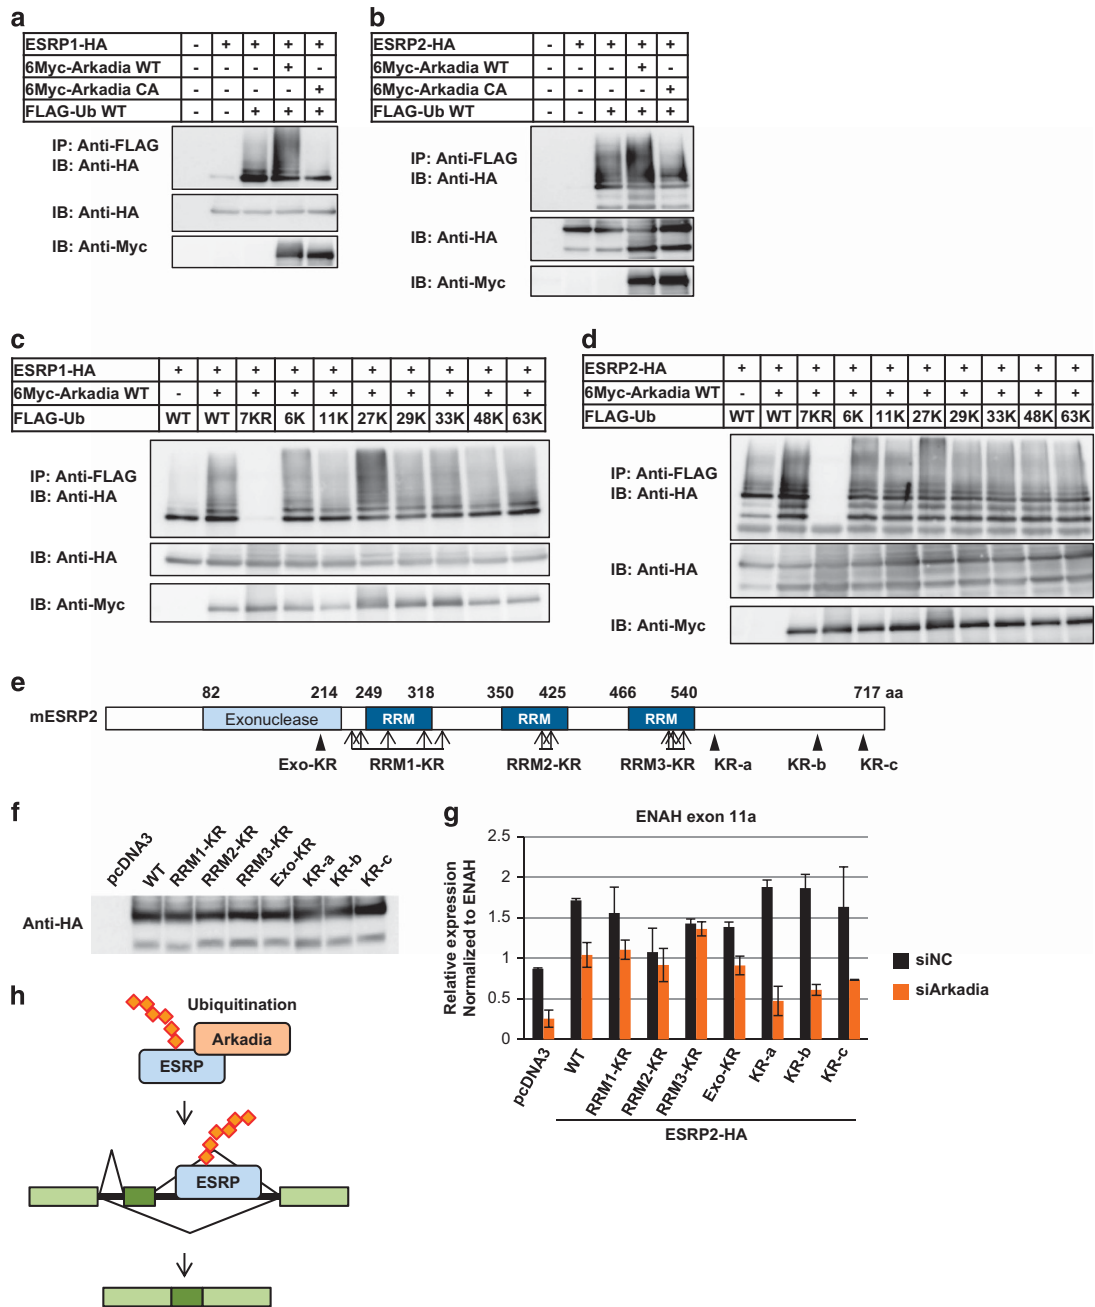 a
ESRP1-HA - + + + +
6Myc-Arkadia WT - - - + -
6Myc-Arkadia CA - - - - +
FLAG-Ub WT - - + + +
IP: Anti-FLAG
IB: Anti-HA
IB: Anti-HA
IB: Anti-Myc
b
ESRP2-HA - + + + +
6Myc-Arkadia WT - - - + -
6Myc-Arkadia CA - - - - +
FLAG-Ub WT - - + + +
IP: Anti-FLAG
IB: Anti-HA
IB: Anti-HA
IB: Anti-Myc
c
ESRP1-HA + + + + + + + + + +
6Myc-Arkadia WT - + + + + + + + + +
FLAG-Ub WT WT 7KR 6K 11K 27K 29K 33K 48K 63K
IP: Anti-FLAG
IB: Anti-HA
IB: Anti-HA
IB: Anti-Myc
d
ESRP2-HA + + + + + + + + + +
6Myc-Arkadia WT - + + + + + + + + +
FLAG-Ub WT WT 7KR 6K 11K 27K 29K 33K 48K 63K
IP: Anti-FLAG
IB: Anti-HA
IB: Anti-HA
IB: Anti-Myc
e
82 214 249 318 350 425 466 540 717 aa
mESRP2 Exonuclease RRM RRM RRM
Exo-KR RRM1-KR RRM2-KR RRM3-KR KR-a KR-b KR-c
f
pcDNA3 WT RRM1-KR RRM2-KR RRM3-KR Exo-KR KR-a KR-b KR-c
Anti-HA
g
ENAH exon 11a
Relative expression
Normalized to ENAH
2.5
2
1.5
1
0.5
0
pcDNA3 WT RRM1-KR RRM2-KR RRM3-KR Exo-KR KR-a KR-b KR-c
ESRP2-HA
siNC
siArkadia
h
Ubiquitination
Arkadia
ESRP
ESRP